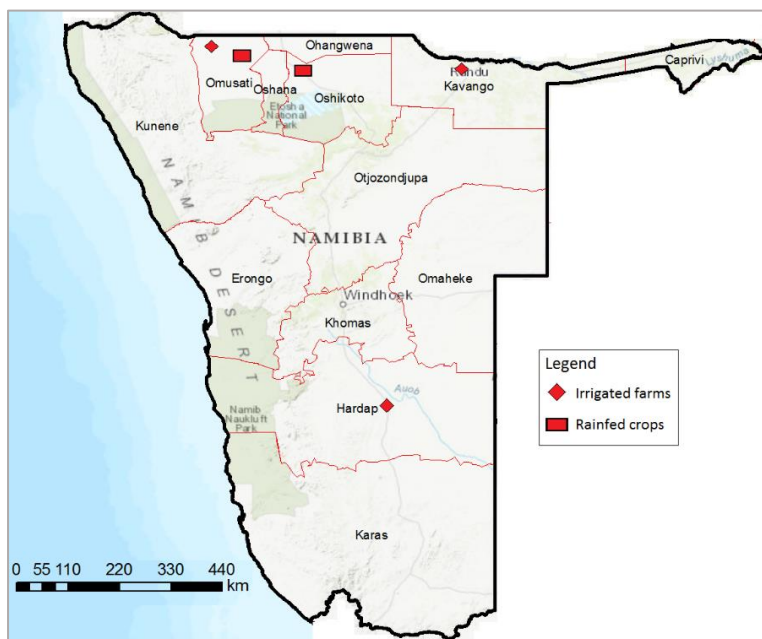 Ohangwena
Omusati
Oshana
Oshikoto
Etosha
National
Park
Rundu
Kavango
Caprivi
Kunene
Otjozondjupa
NAMIB DESERT
NAMIBIA
Erongo
Omaheke
Windhoek
Khomas
Auob
Hardap
Namib
Naukluft
Park
Karas
Legend
Irrigated farms
Rainfed crops
0 55 110 220 330 440
km